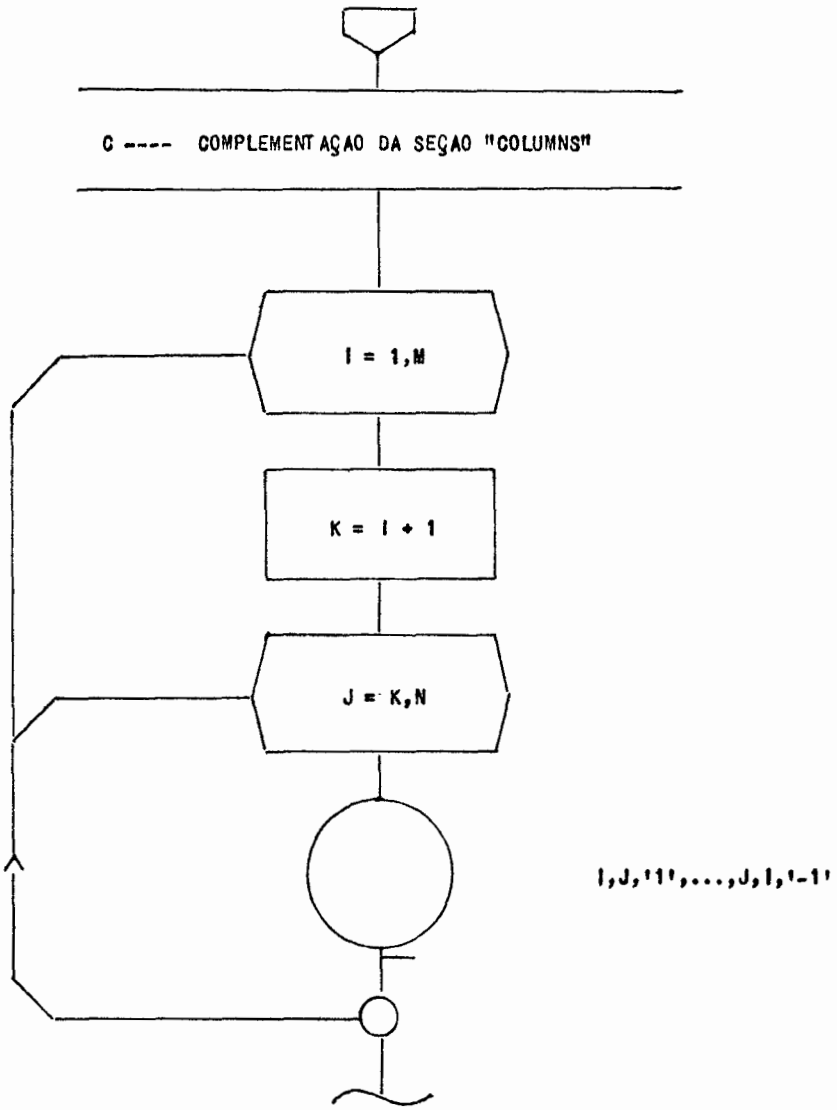 C ---- COMPLEMENTAÇAO DA SEÇAO "COLUMNS"
I = 1,M
K = I + 1
J = K,N
I,J,'1',...,J,I,'-1'